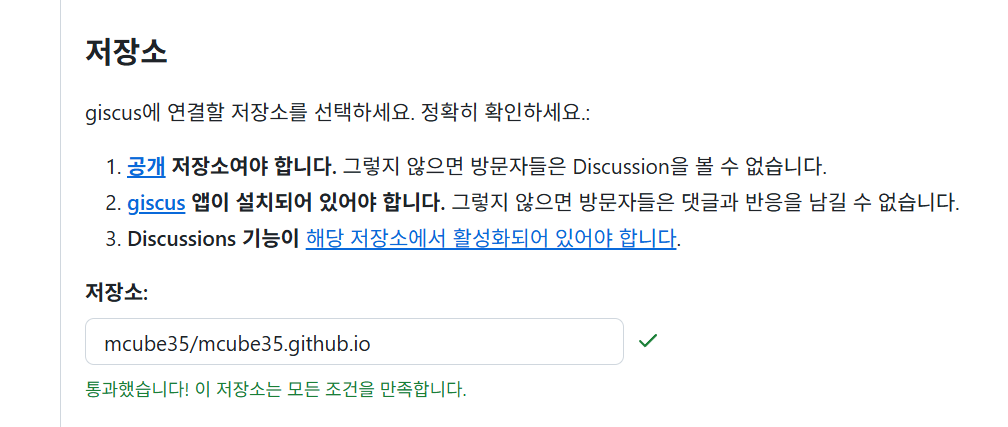 저장소
giscus에 연결할 저장소를 선택하세요. 정확히 확인하세요.:
1. 공개 저장소여야 합니다. 그렇지 않으면 방문자들은 Discussion을 볼 수 없습니다.
2. giscus 앱이 설치되어 있어야 합니다. 그렇지 않으면 방문자들은 댓글과 반응을 남길 수 없습니다.
3. Discussions 기능이 해당 저장소에서 활성화되어 있어야 합니다.
저장소:
mcube35/mcube35.github.io
통과했습니다! 이 저장소는 모든 조건을 만족합니다.